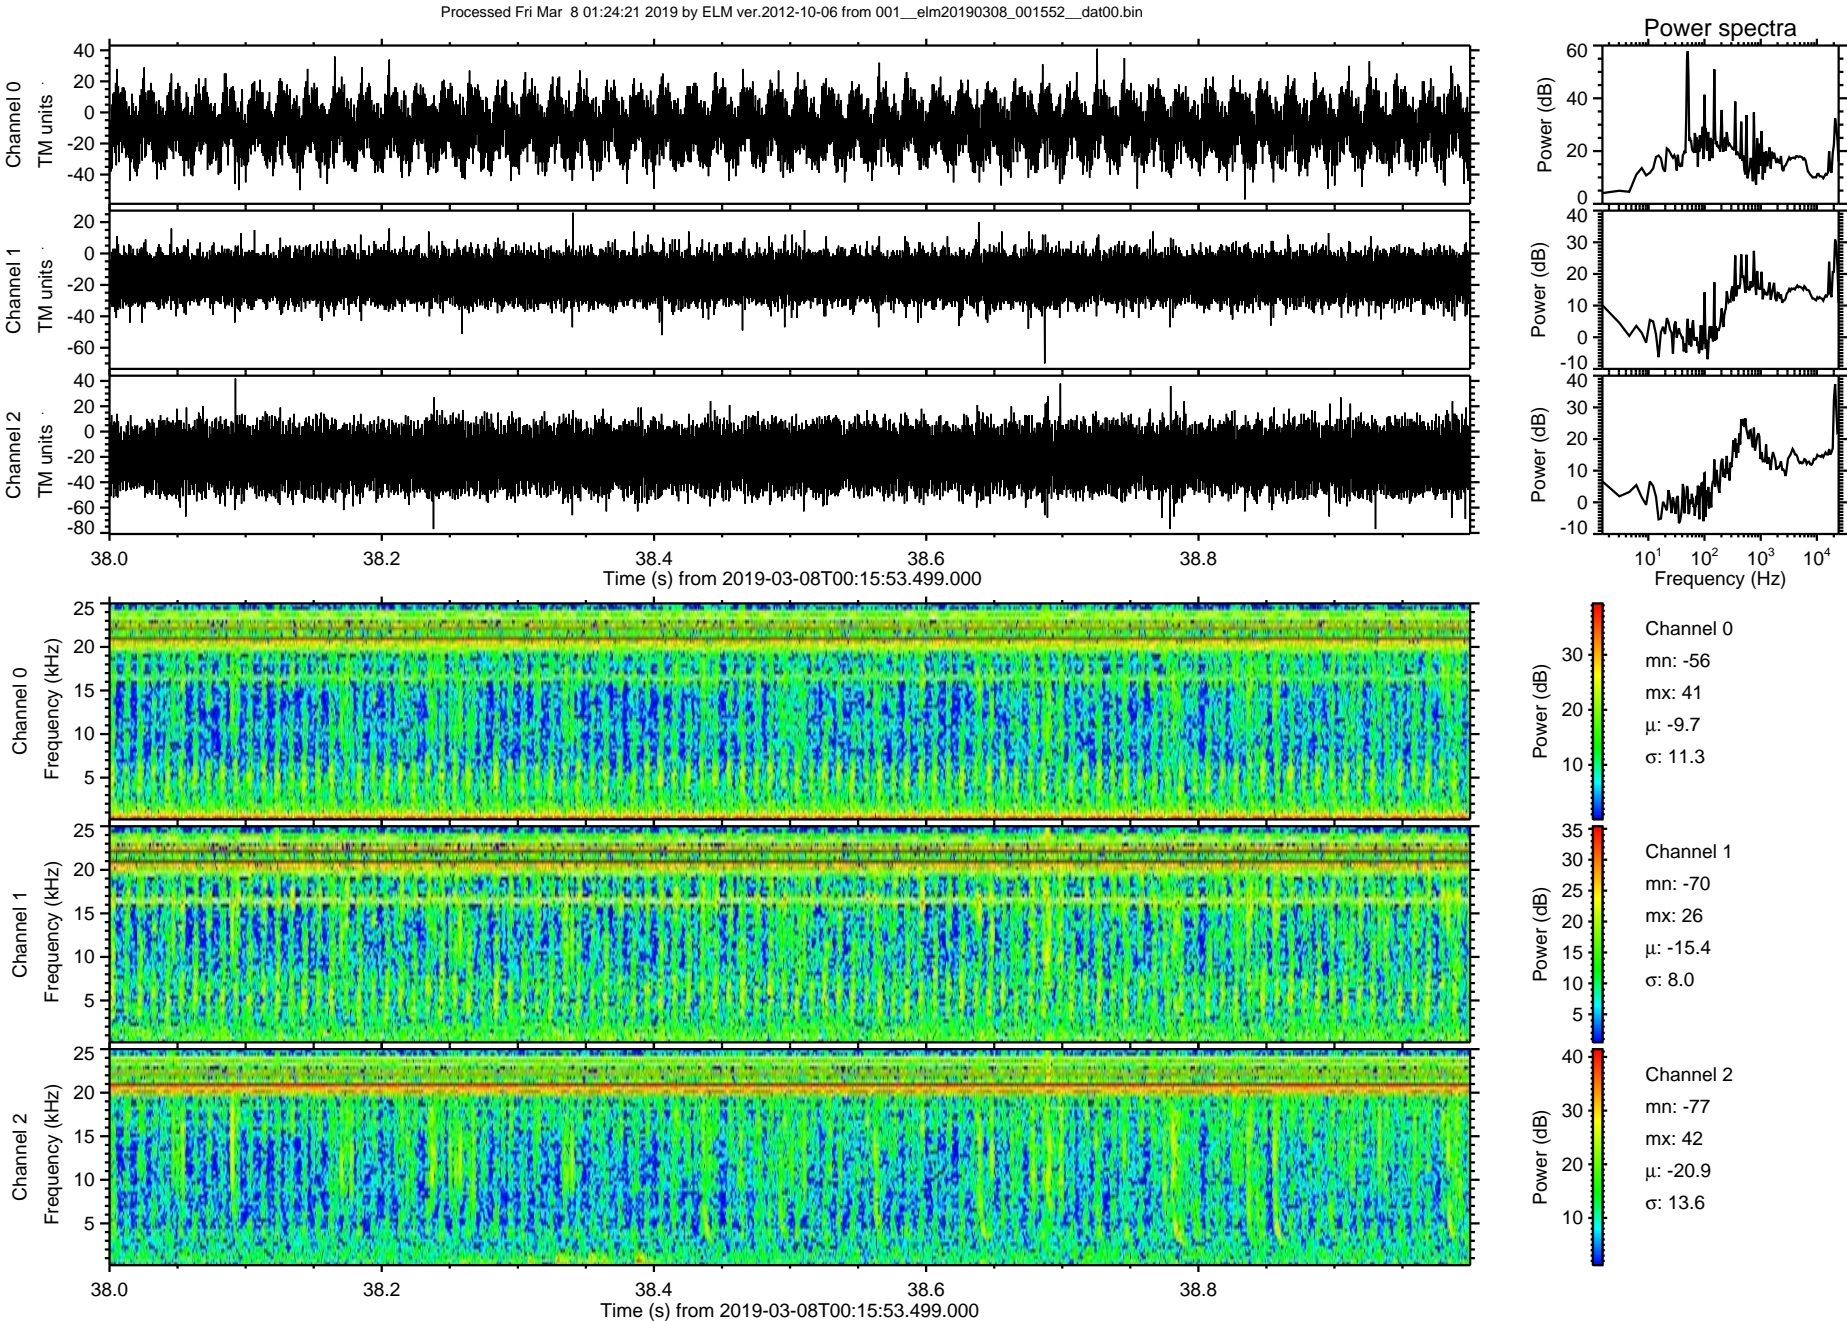 Processed Fri Mar  8 01:24:21 2019 by ELM ver.2012-10-06 from 001__elm20190308_001552__dat00.bin
Power spectra
Channel 0
TM units
40
20
0
-20
-40
Power (dB)
60
40
20
0
Channel 1
TM units
20
0
-20
-40
-60
Power (dB)
40
30
20
10
0
-10
Channel 2
TM units
40
20
0
-20
-40
-60
-80
Power (dB)
40
30
20
10
0
-10
38.0 38.2 38.4 38.6 38.8
Time (s) from 2019-03-08T00:15:53.499.000
10^1 10^2 10^3 10^4
Frequency (Hz)
Channel 0
Frequency (kHz)
25
20
15
10
5
Power (dB)
30
20
10
Channel 0
mn: -56
mx: 41
μ: -9.7
σ: 11.3
Channel 1
Frequency (kHz)
25
20
15
10
5
Power (dB)
35
30
25
20
15
10
5
Channel 1
mn: -70
mx: 26
μ: -15.4
σ: 8.0
Channel 2
Frequency (kHz)
25
20
15
10
5
Power (dB)
40
30
20
10
Channel 2
mn: -77
mx: 42
μ: -20.9
σ: 13.6
38.0 38.2 38.4 38.6 38.8
Time (s) from 2019-03-08T00:15:53.499.000